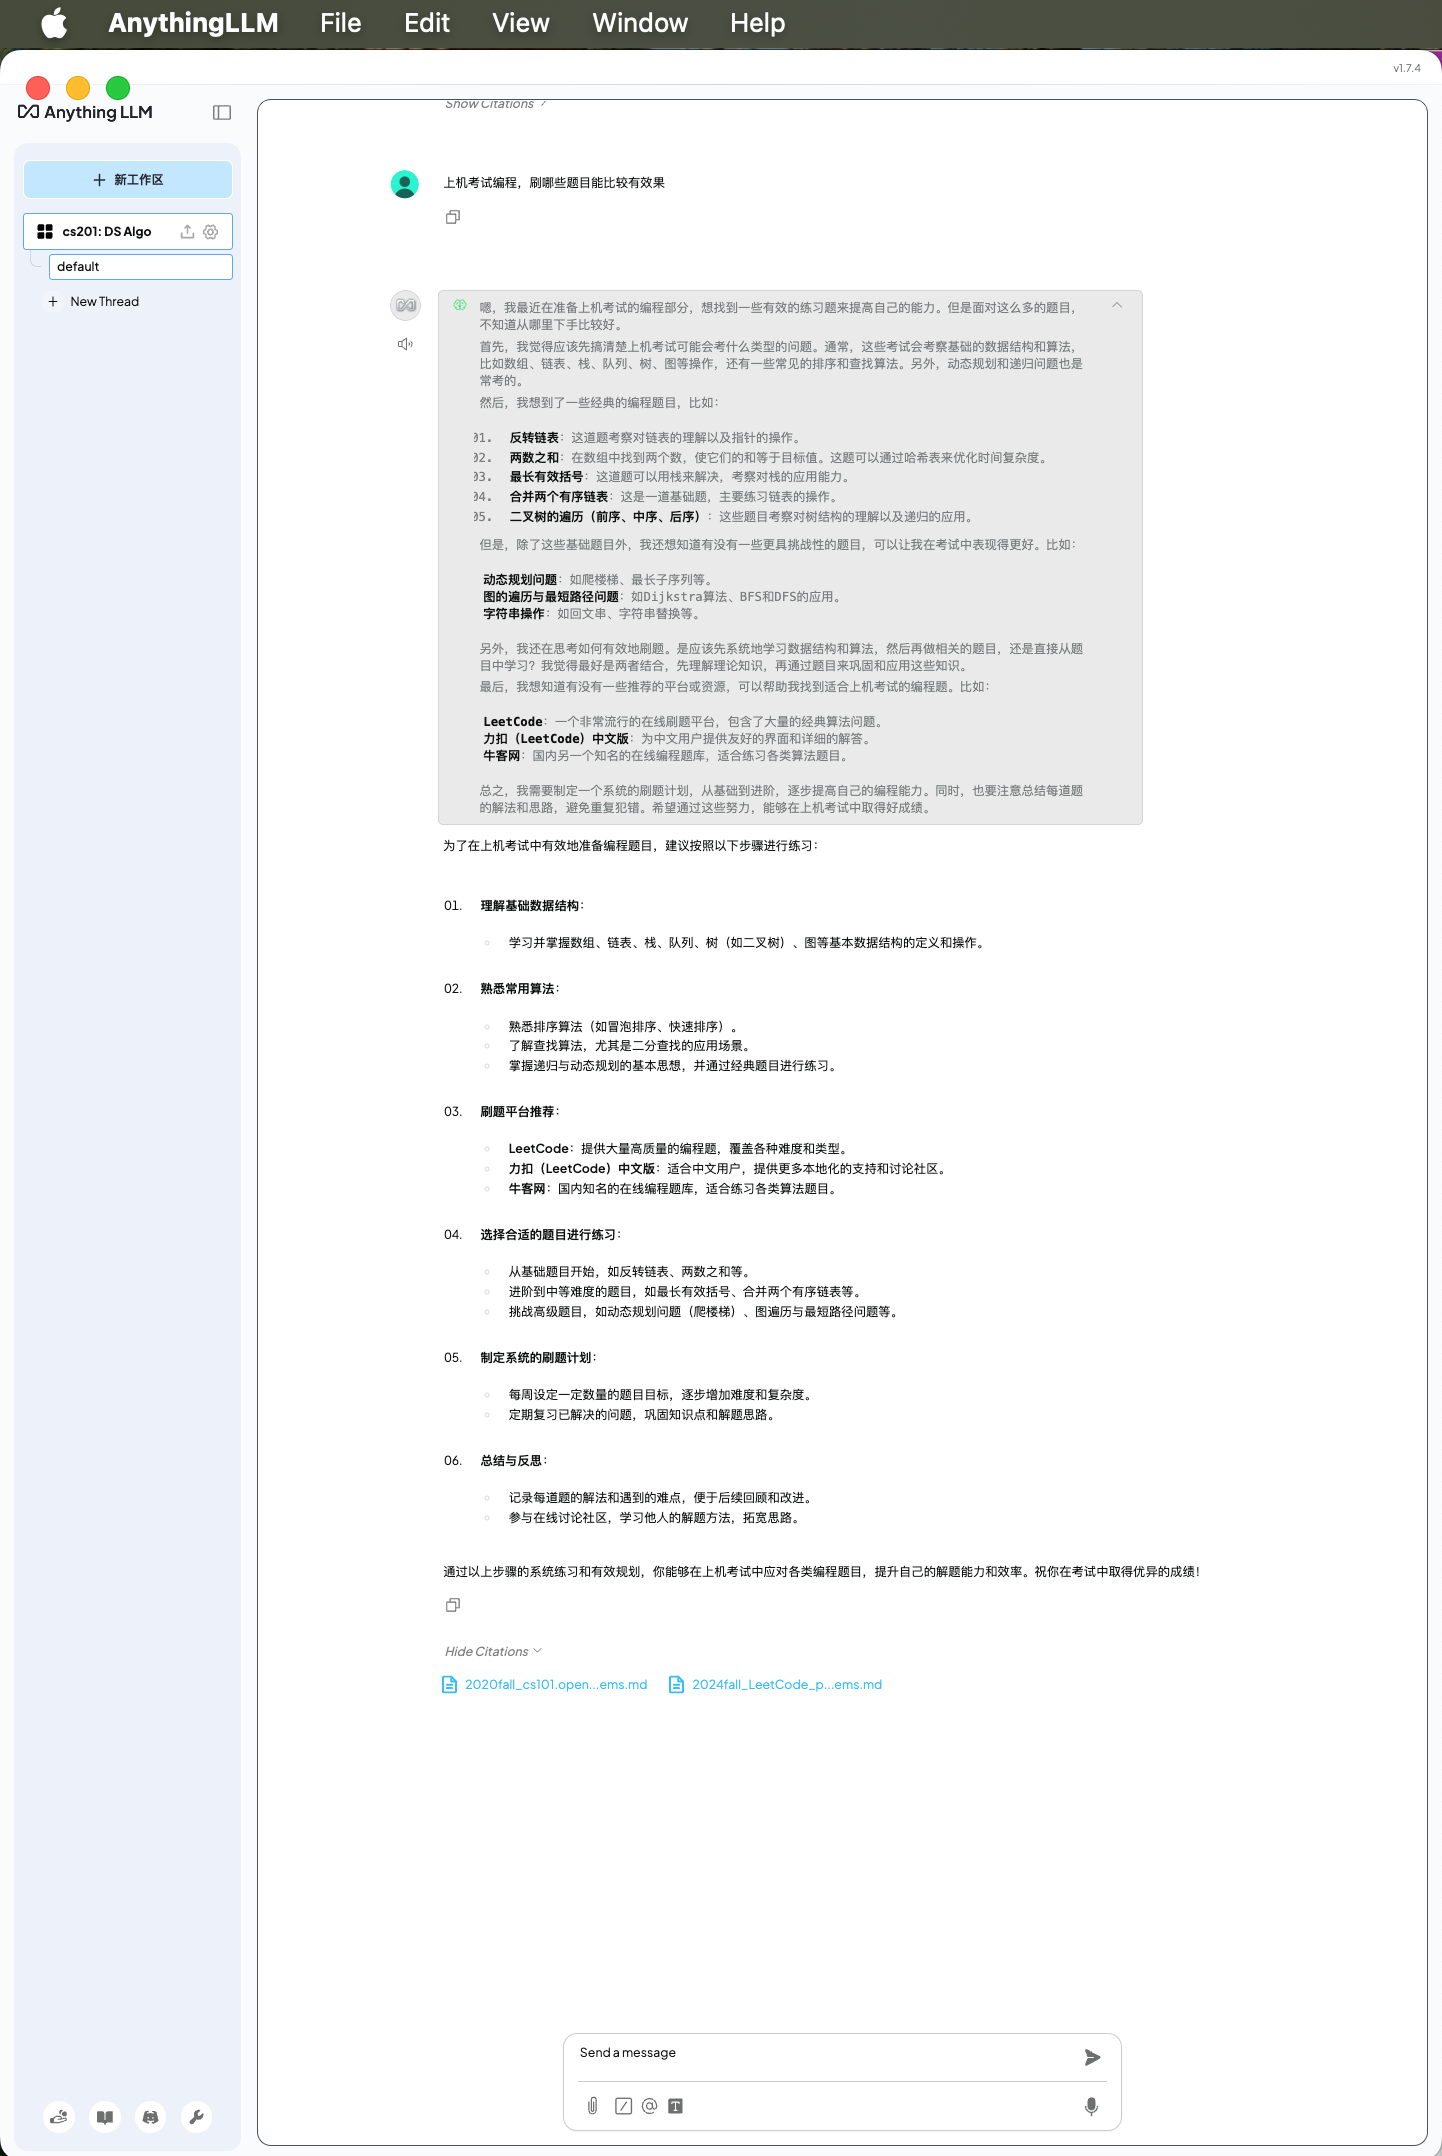 AnythingLLM File Edit View Window Help
v1.7.4
Anything LLM
Show Citations
新工作区
cs201: DS Algo
default
New Thread
上机考试编程，刷哪些题目能比较有效果
嗯，我最近在准备上机考试的编程部分，想找到一些有效的练习题来提高自己的能力。但是面对这么多的题目，
不知道从哪里下手比较好。
首先，我觉得应该先搞清楚上机考试可能会考什么类型的问题。通常，这些考试会考察基础的数据结构和算法，
比如数组、链表、栈、队列、树、图等操作，还有一些常见的排序和查找算法。另外，动态规划和递归问题也是
常考的。
然后，我想到了一些经典的编程题目，比如：
01. 反转链表：这道题考察对链表的理解以及指针的操作。
02. 两数之和：在数组中找到两个数，使它们的和等于目标值。这题可以通过哈希表来优化时间复杂度。
03. 最长有效括号：这道题可以用栈来解决，考察对栈的应用能力。
04. 合并两个有序链表：这是一道基础题，主要练习链表的操作。
05. 二叉树的遍历（前序、中序、后序）：这些题目考察对树结构的理解以及递归的应用。
但是，除了这些基础题目外，我还想知道有没有一些更具挑战性的题目，可以让我在考试中表现得更好。比如：
动态规划问题：如爬楼梯、最长子序列等。
图的遍历与最短路径问题：如Dijkstra算法、BFS和DFS的应用。
字符串操作：如回文串、字符串替换等。
另外，我还在思考如何有效地刷题。是应该先系统地学习数据结构和算法，然后再做相关的题目，还是直接从题
目中学习？我觉得最好是两者结合，先理解理论知识，再通过题目来巩固和应用这些知识。
最后，我想知道有没有一些推荐的平台或资源，可以帮助我找到适合上机考试的编程题。比如：
LeetCode：一个非常流行的在线刷题平台，包含了大量的经典算法问题。
力扣（LeetCode）中文版：为中文用户提供友好的界面和详细的解答。
牛客网：国内另一个知名的在线编程题库，适合练习各类算法题目。
总之，我需要制定一个系统的刷题计划，从基础到进阶，逐步提高自己的编程能力。同时，也要注意总结每道题
的解法和思路，避免重复犯错。希望通过这些努力，能够在上机考试中取得好成绩。
为了在上机考试中有效地准备编程题目，建议按照以下步骤进行练习：
01. 理解基础数据结构：
学习并掌握数组、链表、栈、队列、树（如二叉树）、图等基本数据结构的定义和操作。
02. 熟悉常用算法：
熟悉排序算法（如冒泡排序、快速排序）。
了解查找算法，尤其是二分查找的应用场景。
掌握递归与动态规划的基本思想，并通过经典题目进行练习。
03. 刷题平台推荐：
LeetCode：提供大量高质量的编程题，覆盖各种难度和类型。
力扣（LeetCode）中文版：适合中文用户，提供更多本地化的支持和讨论社区。
牛客网：国内知名的在线编程题库，适合练习各类算法题目。
04. 选择合适的题目进行练习：
从基础题目开始，如反转链表、两数之和等。
进阶到中等难度的题目，如最长有效括号、合并两个有序链表等。
挑战高级题目，如动态规划问题（爬楼梯）、图遍历与最短路径问题等。
05. 制定系统的刷题计划：
每周设定一定数量的题目目标，逐步增加难度和复杂度。
定期复习已解决的问题，巩固知识点和解题思路。
06. 总结与反思：
记录每道题的解法和遇到的难点，便于后续回顾和改进。
参与在线讨论社区，学习他人的解题方法，拓宽思路。
通过以上步骤的系统练习和有效规划，你能够在上机考试中应对各类编程题目，提升自己的解题能力和效率。祝你在考试中取得优异的成绩！
Hide Citations
2020fall_cs101.open...ems.md 2024fall_LeetCode_p...ems.md
Send a message